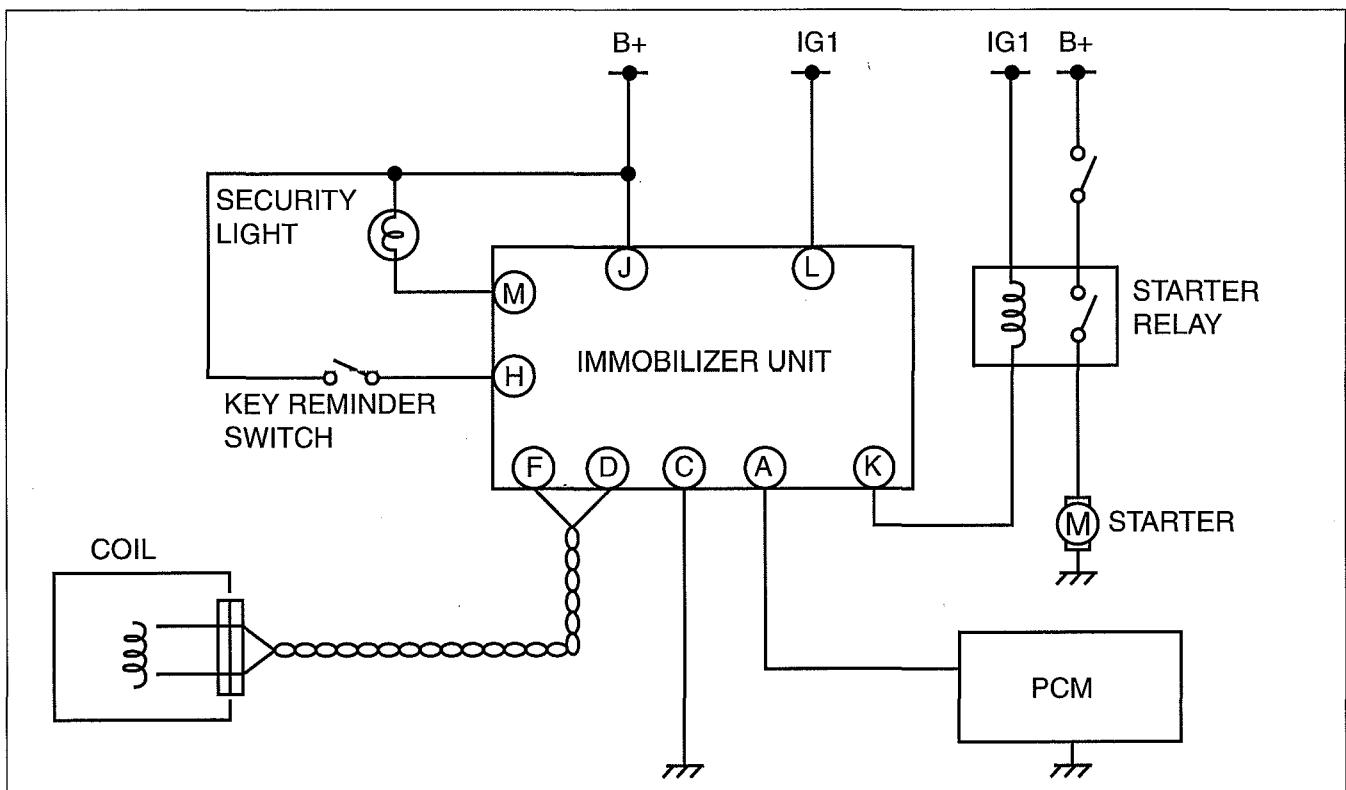 B+
IG1
IG1
B+
SECURITY
LIGHT
J
L
M
STARTER
RELAY
IMMOBILIZER UNIT
H
KEY REMINDER
SWITCH
F
D
C
A
K
M
STARTER
COIL
PCM